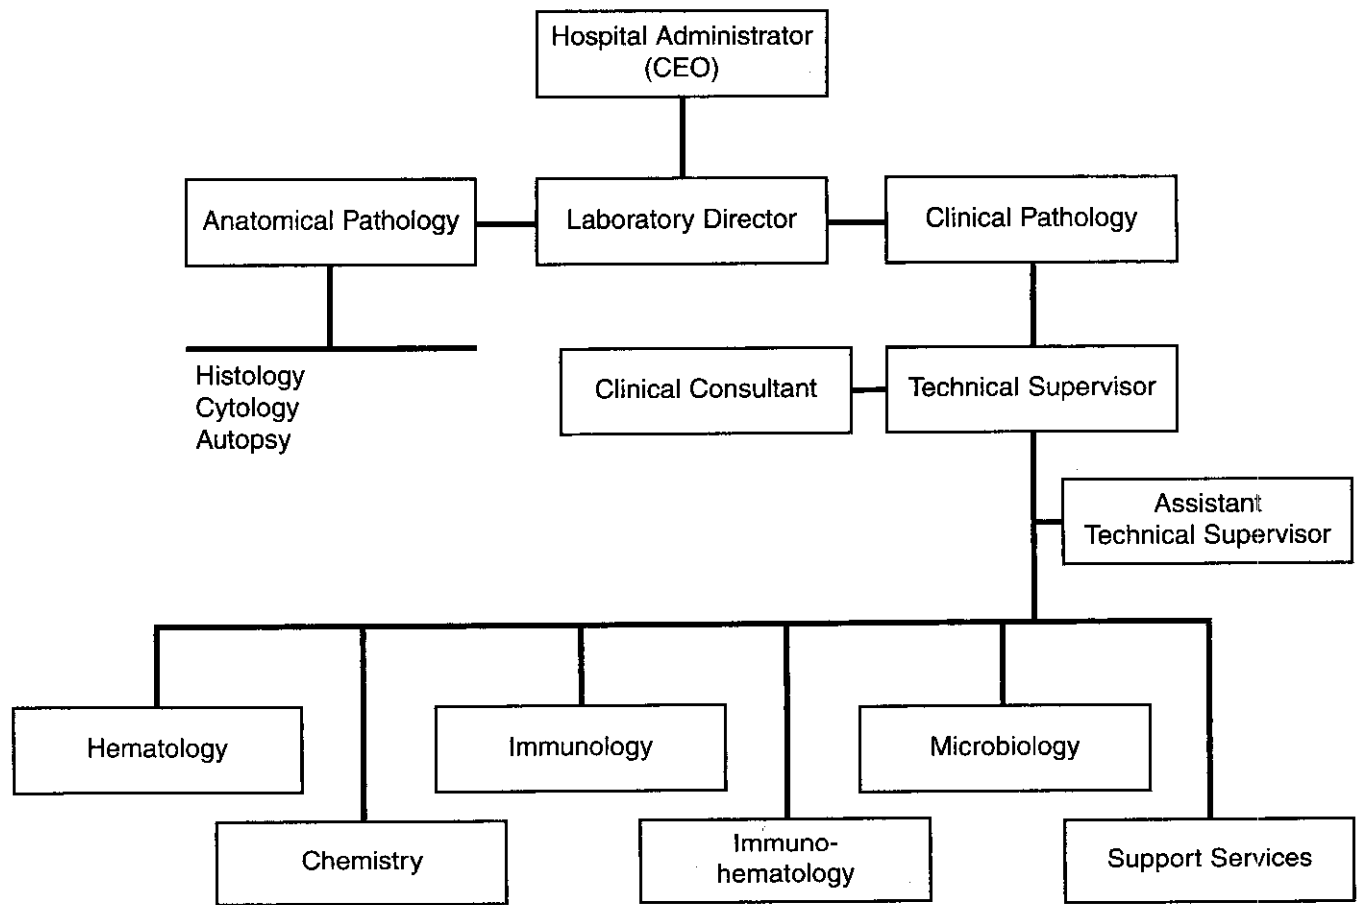 Hospital Administrator
(CEO)
Anatomical Pathology
Laboratory Director
Clinical Pathology
Histology
Cytology
Autopsy
Clinical Consultant
Technical Supervisor
Assistant
Technical Supervisor
Hematology
Immunology
Microbiology
Chemistry
Immuno-
hematology
Support Services